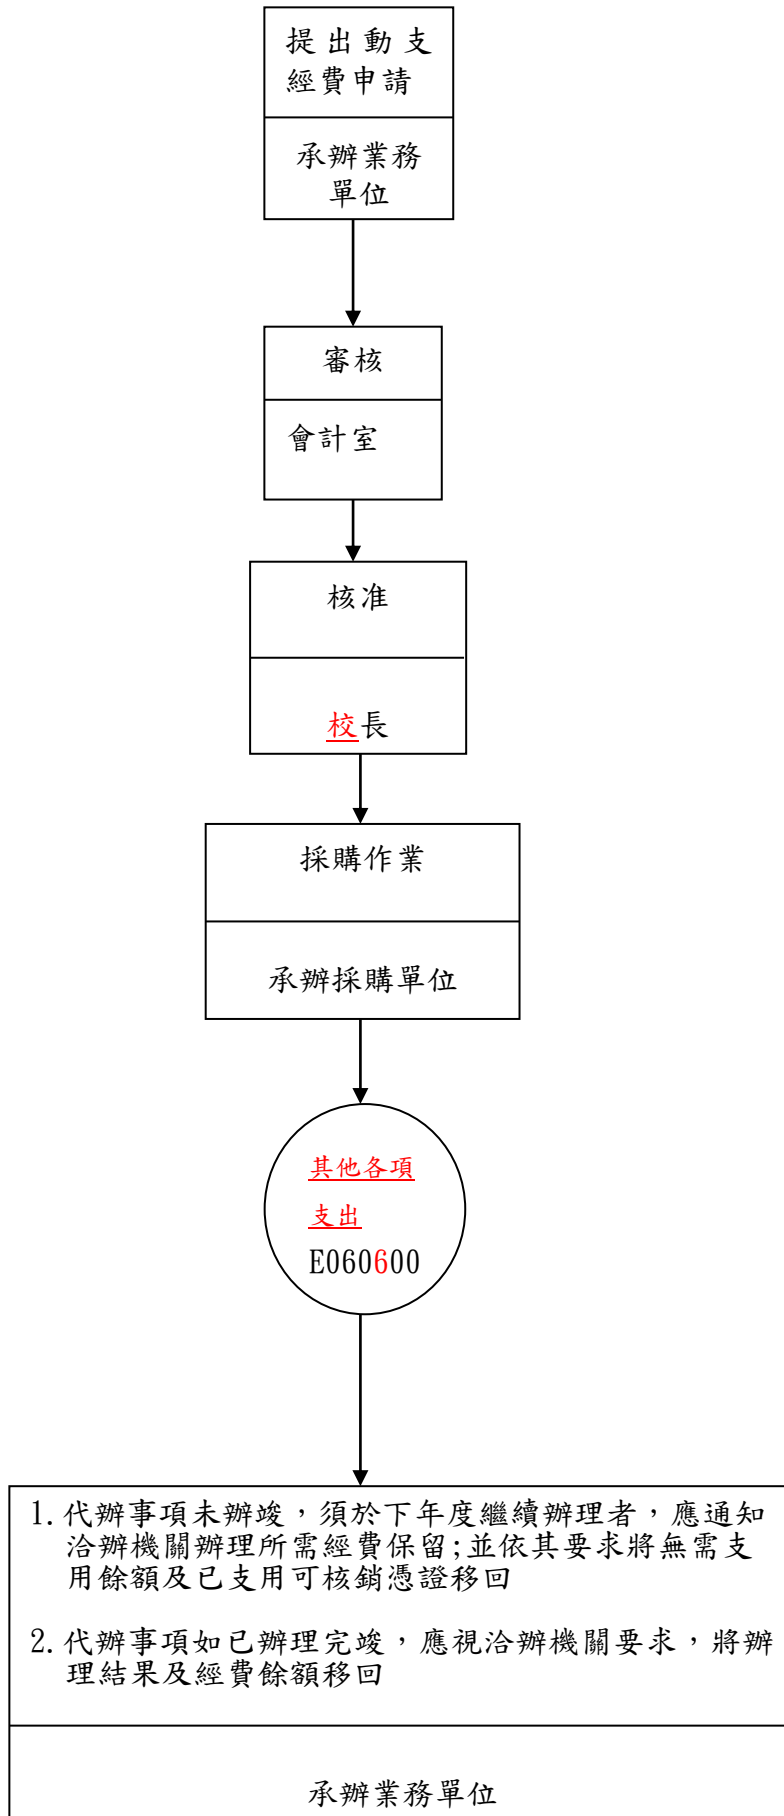 提出動支
經費申請
承辦業務
單位
審核
會計室
核准
校長
採購作業
承辦採購單位
其他各項
支出
E060600
1.代辦事項未辦竣，須於下年度繼續辦理者，應通知
洽辦機關辦理所需經費保留;並依其要求將無需支
用餘額及已支用可核銷憑證移回
2.代辦事項如已辦理完竣，應視洽辦機關要求，將辦
理結果及經費餘額移回
承辦業務單位